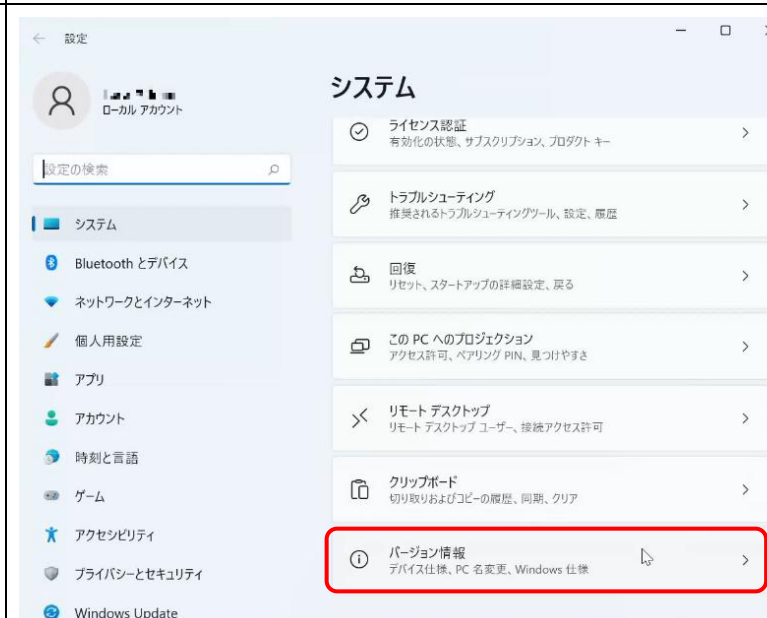 設定
ローカル アカウント
設定の検索
システム
Bluetooth とデバイス
ネットワークとインターネット
個人用設定
アプリ
アカウント
時刻と言語
ゲーム
アクセシビリティ
プライバシーとセキュリティ
Windows Update
システム
ライセンス認証
有効化の状態、サブスクリプション、プロダクト キー
トラブルシューティング
推奨されるトラブルシューティングツール、設定、履歴
回復
リセット、スタートアップの詳細設定、戻る
この PC へのプロジェクション
アクセス許可、ペアリング PIN、見つけやすさ
リモート デスクトップ
リモート デスクトップ ユーザー、接続アクセス許可
クリップボード
切り取りおよびコピーの履歴、同期、クリア
バージョン情報
デバイス仕様、PC 名変更、Windows 仕様